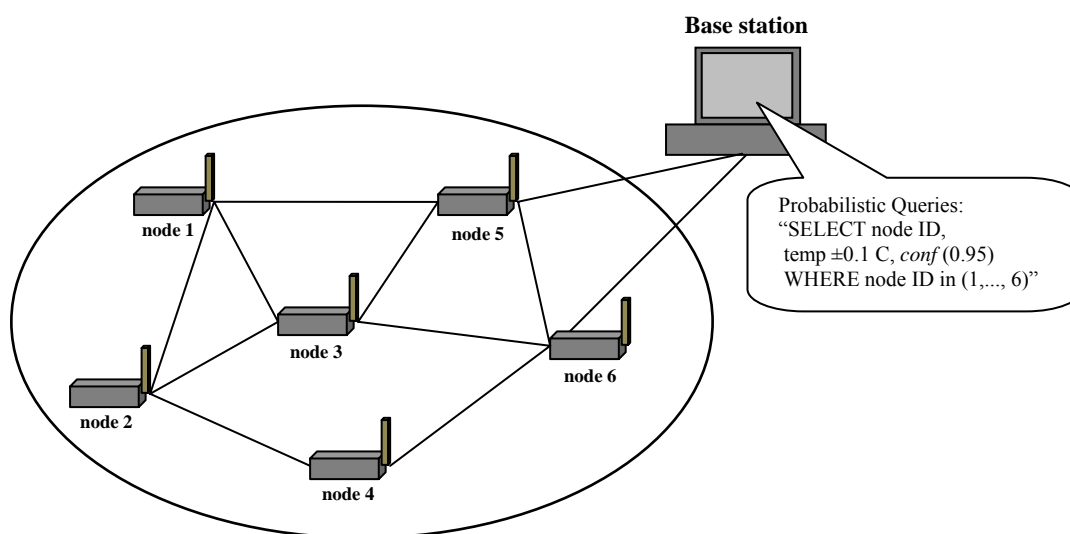 Base station
node 1
node 5
Probabilistic Queries:
“SELECT node ID,
temp ±0.1 C, conf (0.95)
WHERE node ID in (1,..., 6)”
node 3
node 6
node 2
node 4